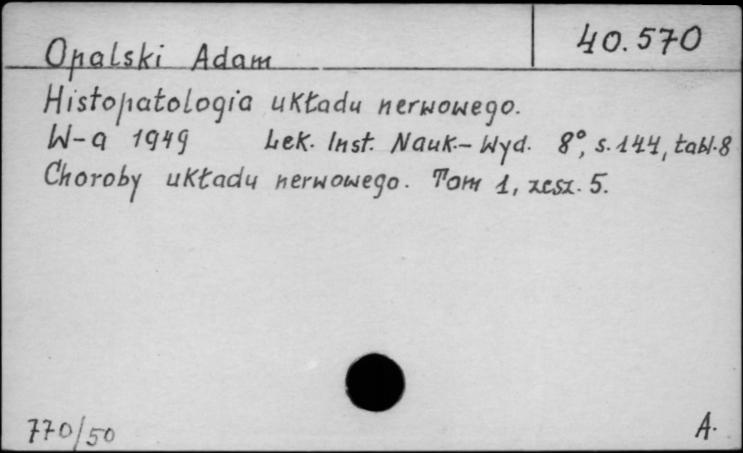 40.570
Opalski Adam
Histopatologia układu nerwowego.
W-a 1949 Lek. Inst. Nauk.-Wyd. 8°, s.144, tabl.8
Choroby układu nerwowego. Tom 1, zesz. 5.
770/50
A.